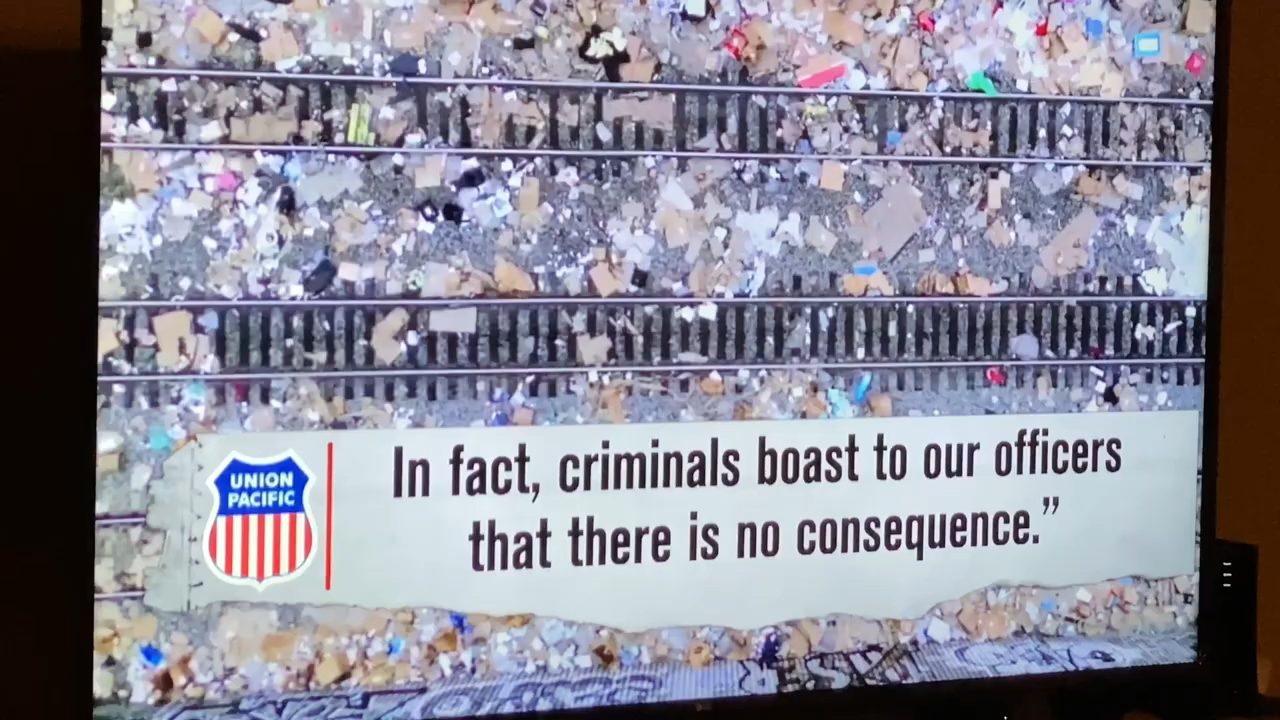 UNION
PACIFIC
In fact, criminals boast to our officers
that there is no consequence.”